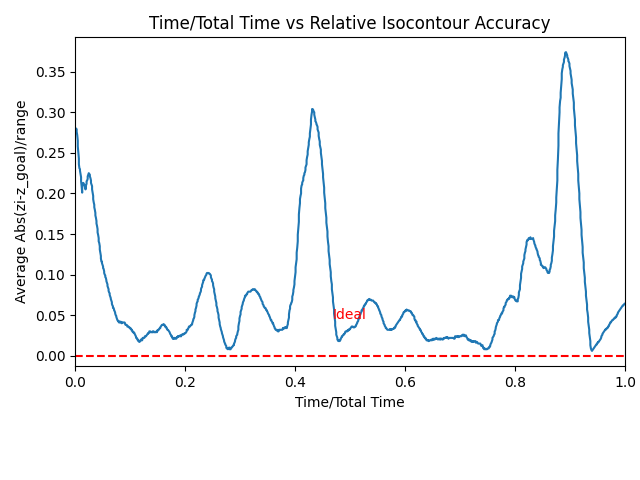 Time/Total Time vs Relative Isocontour Accuracy
Average Abs(zi-z_goal)/range
0.35
0.30
0.25
0.20
0.15
0.10
0.05
0.00
Ideal
0.0 0.2 0.4 0.6 0.8 1.0
Time/Total Time